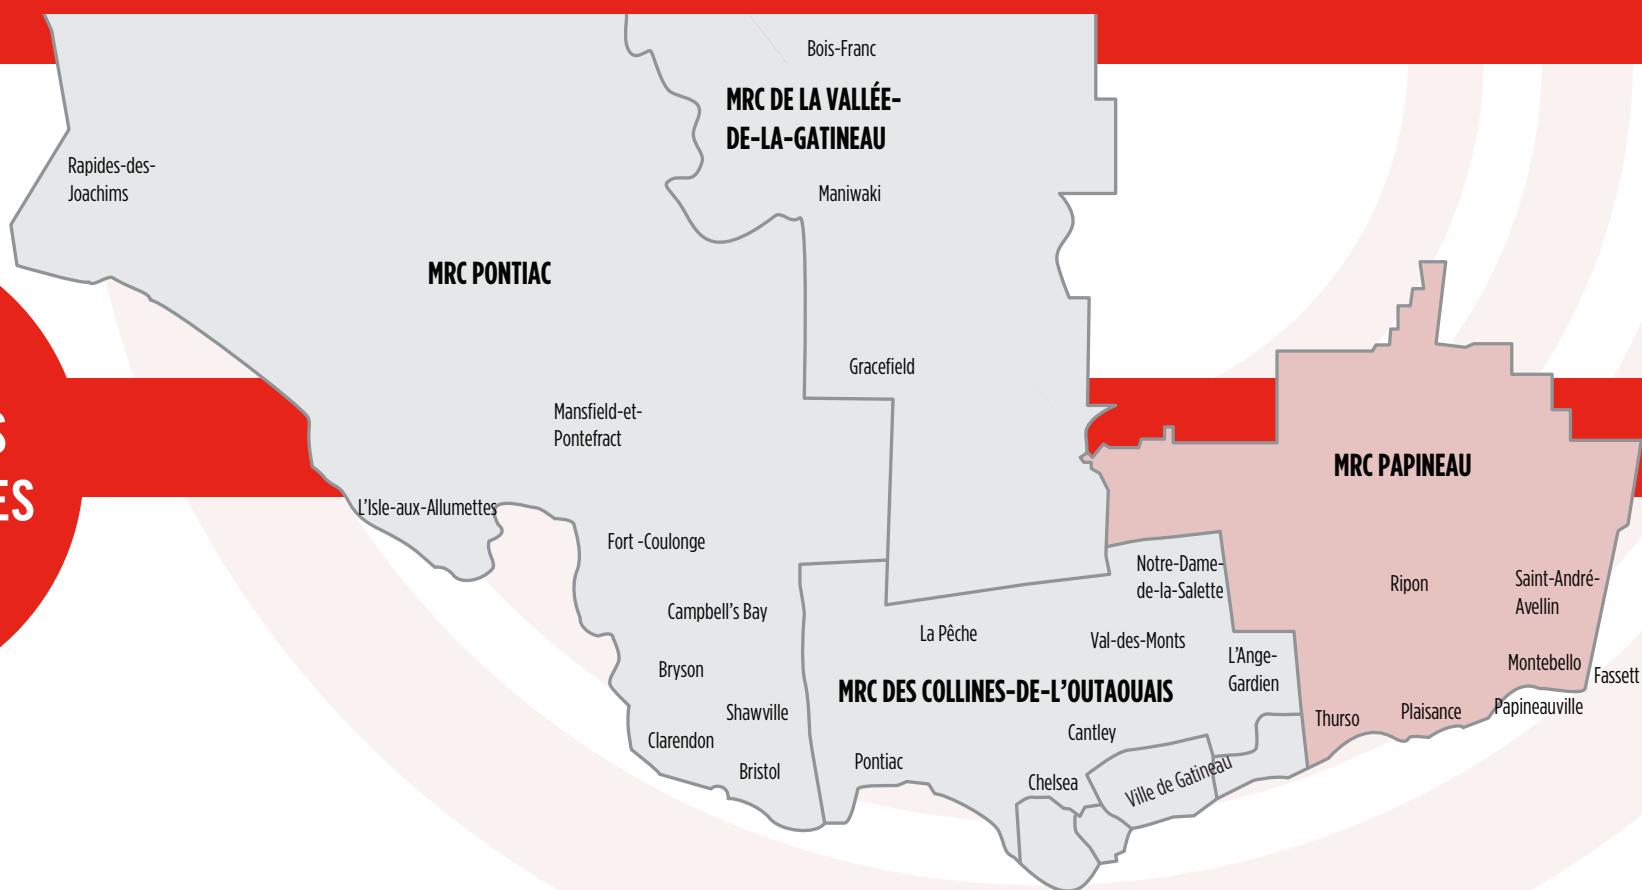 Bois-Franc
MRC DE LA VALLÉE-
DE-LA-GATINEAU
Rapides-des-
Joachims
Maniwaki
MRC PONTIAC
Gracefield
Mansfield-et-
Pontefract
MRC PAPINEAU
L'Isle-aux-Allumettes
Fort -Coulonge
Notre-Dame-
de-la-Salette
Ripon
Saint-André-
Avellin
Campbell's Bay
La Pêche
Val-des-Monts
L'Ange-
Gardien
Montebello
Fassett
Bryson
MRC DES COLLINES-DE-L'OUTAOUAIS
Shawville
Thurso
Plaisance
Papineauville
Clarendon
Cantley
Bristol
Pontiac
Chelsea
Ville de Gatineau